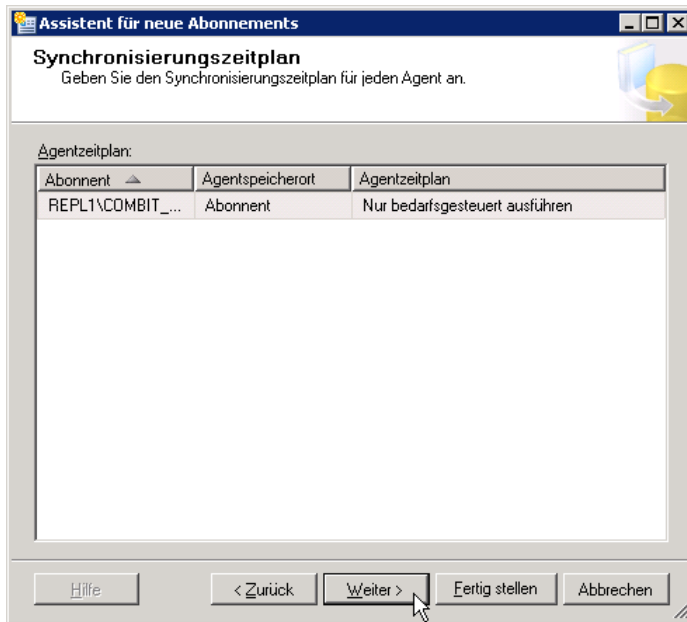 Assistent für neue Abonnements
Synchronisierungszeitplan
Geben Sie den Synchronisierungszeitplan für jeden Agent an.
Agentzeitplan:
Abonnent Agentspeicherort Agentzeitplan
REPL1\COMBIT_... Abonnent Nur bedarfsgesteuert ausführen
Hilfe < Zurück Weiter > Fertig stellen Abbrechen